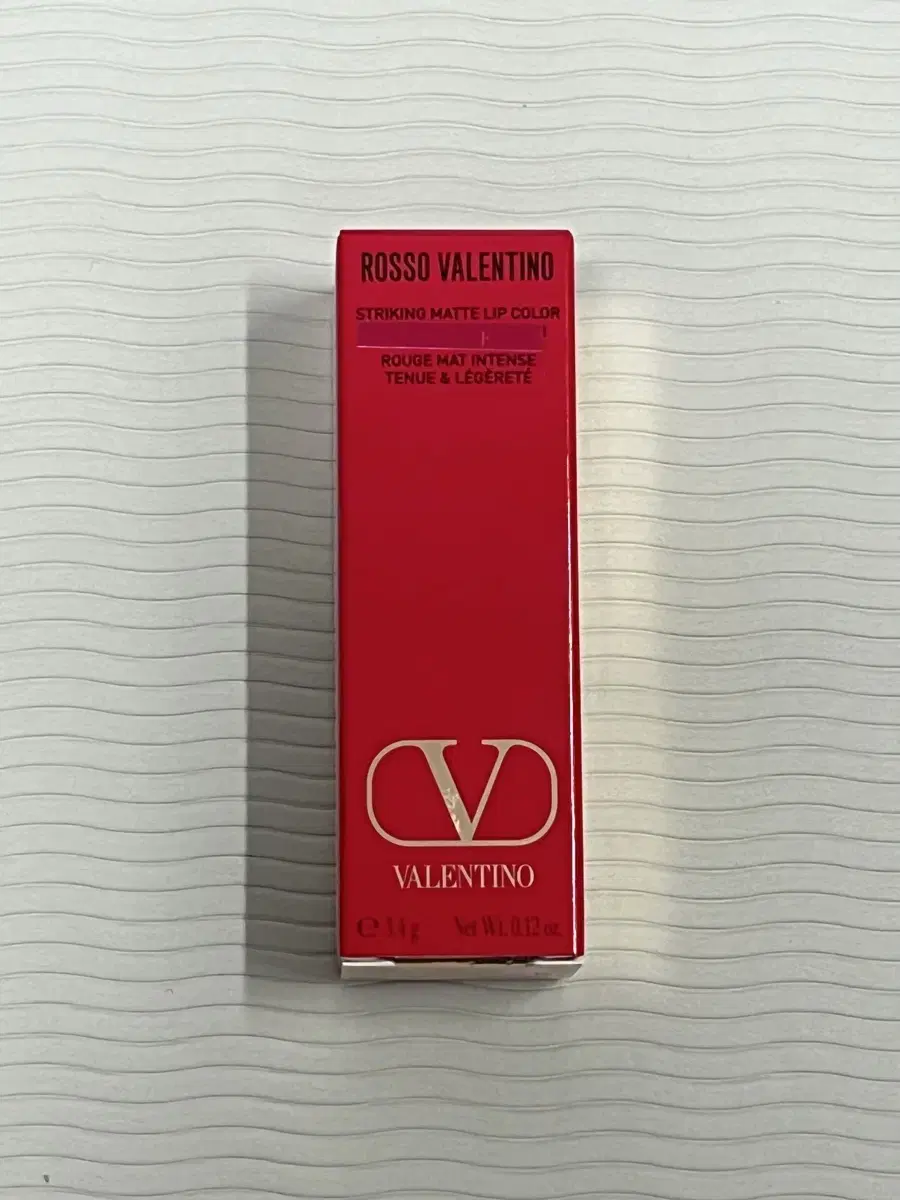 ROSSO VALENTINO
STRIKING MATTE LIP COLOR
ROUGE MAT INTENSE
TENUE & LÉGÈRETÉ
V
VALENTINO
℮ 3.4 g Net Wt. 0.12 oz.